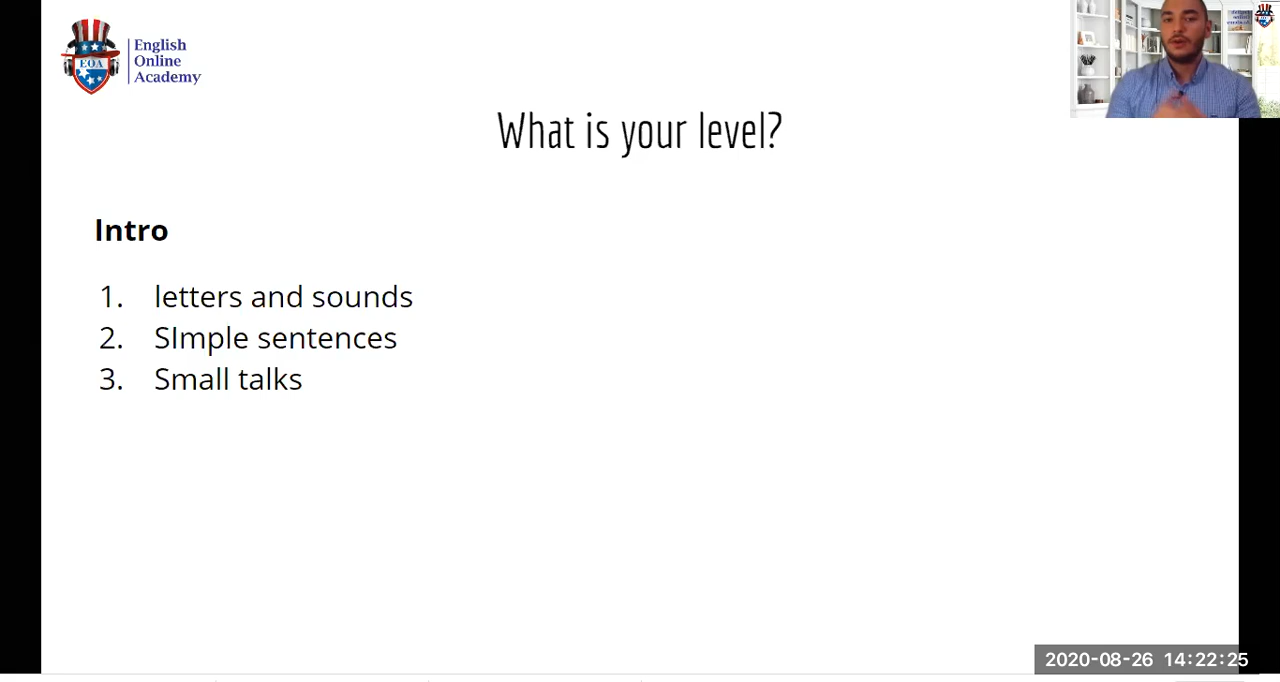 EOA
English
Online
Academy
What is your level?
Intro
1. letters and sounds
2. SImple sentences
3. Small talks
2020-08-26 14:22:25